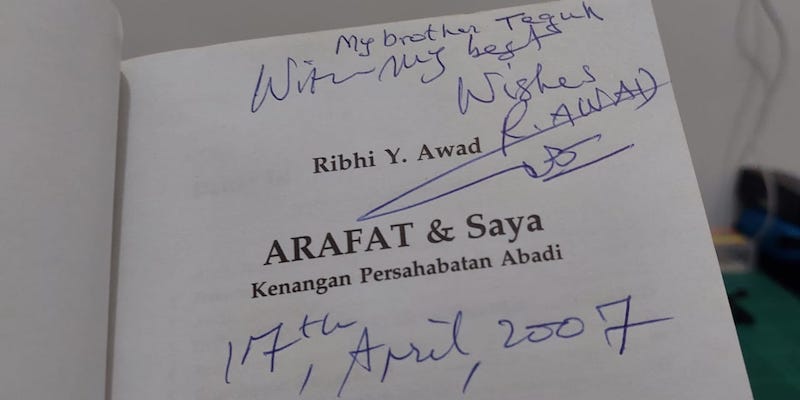 My brother Teguh
With My best
Wishes
R. AWAD
Ribhi Y. Awad
ARAFAT & Saya
Kenangan Persahabatan Abadi
17th, April, 2007